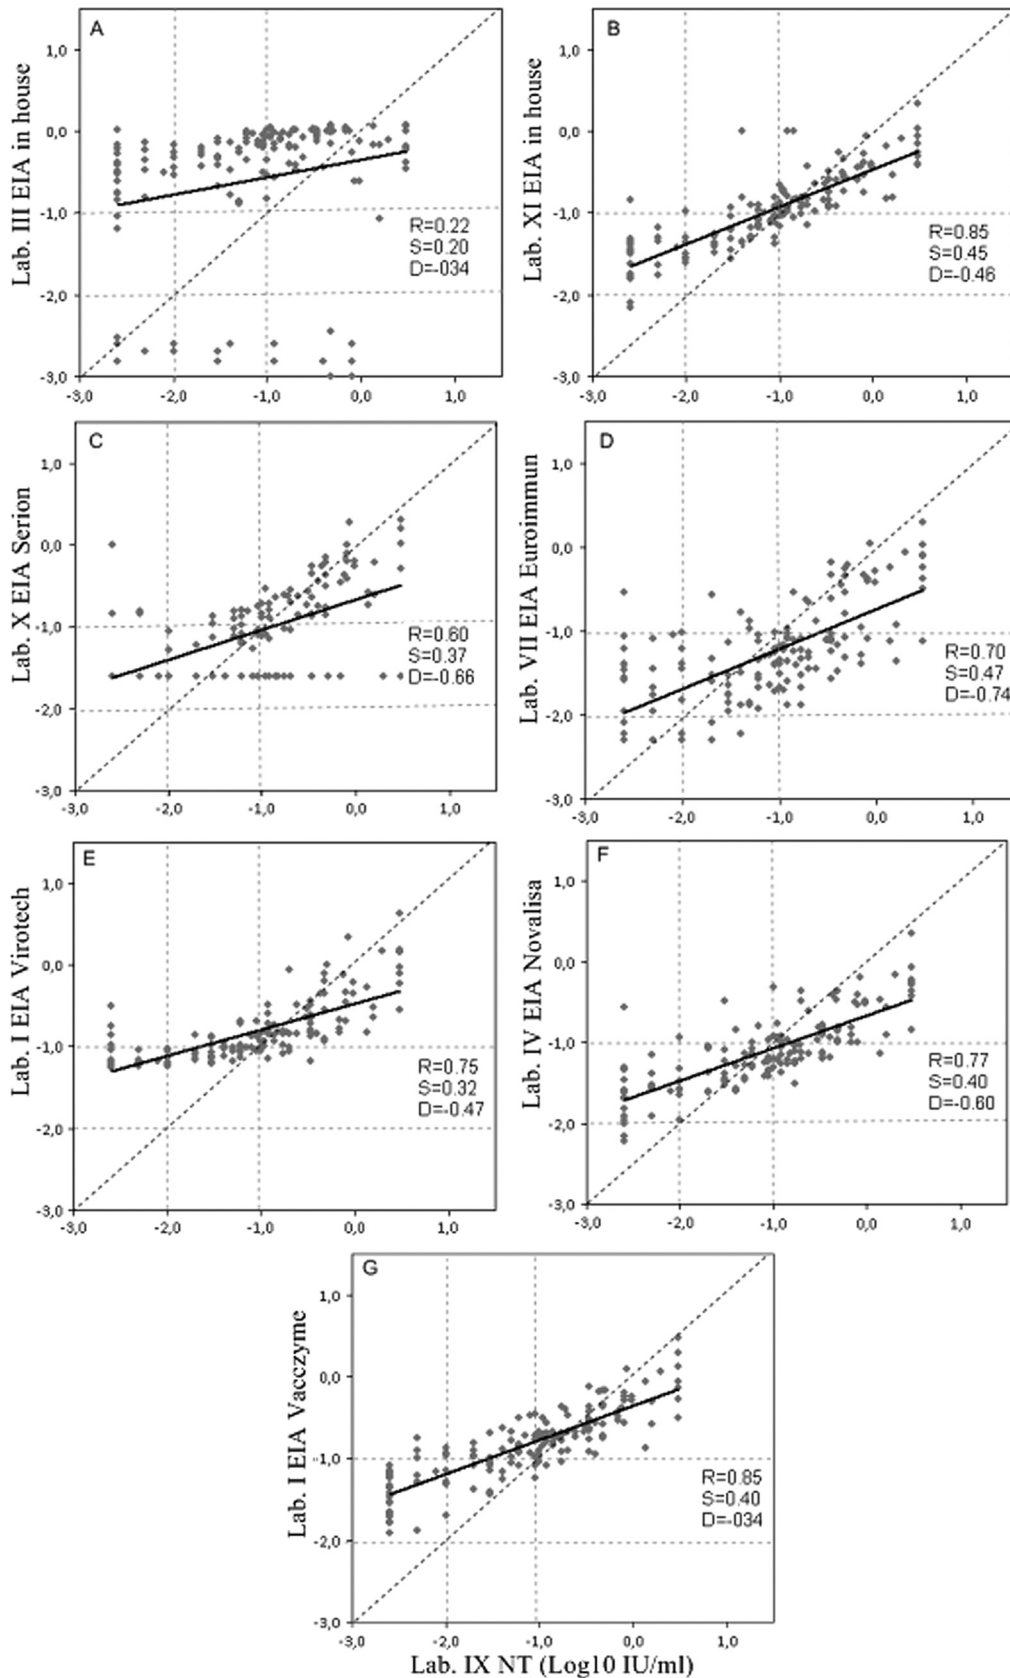 A
Lab. III EIA in house
1,0
0,0
-1,0
-2,0
-3,0
R=0.22
S=0.20
D=-034
-3,0 -2,0 -1,0 0,0 1,0
B
Lab. XI EIA in house
1,0
0,0
-1,0
-2,0
-3,0
R=0.85
S=0.45
D=-0.46
-3,0 -2,0 -1,0 0,0 1,0
C
Lab. X EIA Serion
1,0
0,0
-1,0
-2,0
-3,0
R=0.60
S=0.37
D=-0.66
-3,0 -2,0 -1,0 0,0 1,0
D
Lab. VII EIA Euroimmun
1,0
0,0
-1,0
-2,0
-3,0
R=0.70
S=0.47
D=-0.74
-3,0 -2,0 -1,0 0,0 1,0
E
Lab. I EIA Virotech
1,0
0,0
-1,0
-2,0
-3,0
R=0.75
S=0.32
D=-0.47
-3,0 -2,0 -1,0 0,0 1,0
F
Lab. IV EIA Novalisa
1,0
0,0
-1,0
-2,0
-3,0
R=0.77
S=0.40
D=-0.60
-3,0 -2,0 -1,0 0,0 1,0
G
Lab. I EIA Vacczyme
1,0
0,0
-1,0
-2,0
-3,0
R=0.85
S=0.40
D=-034
-3,0 -2,0 -1,0 0,0 1,0
Lab. IX NT (Log10 IU/ml)